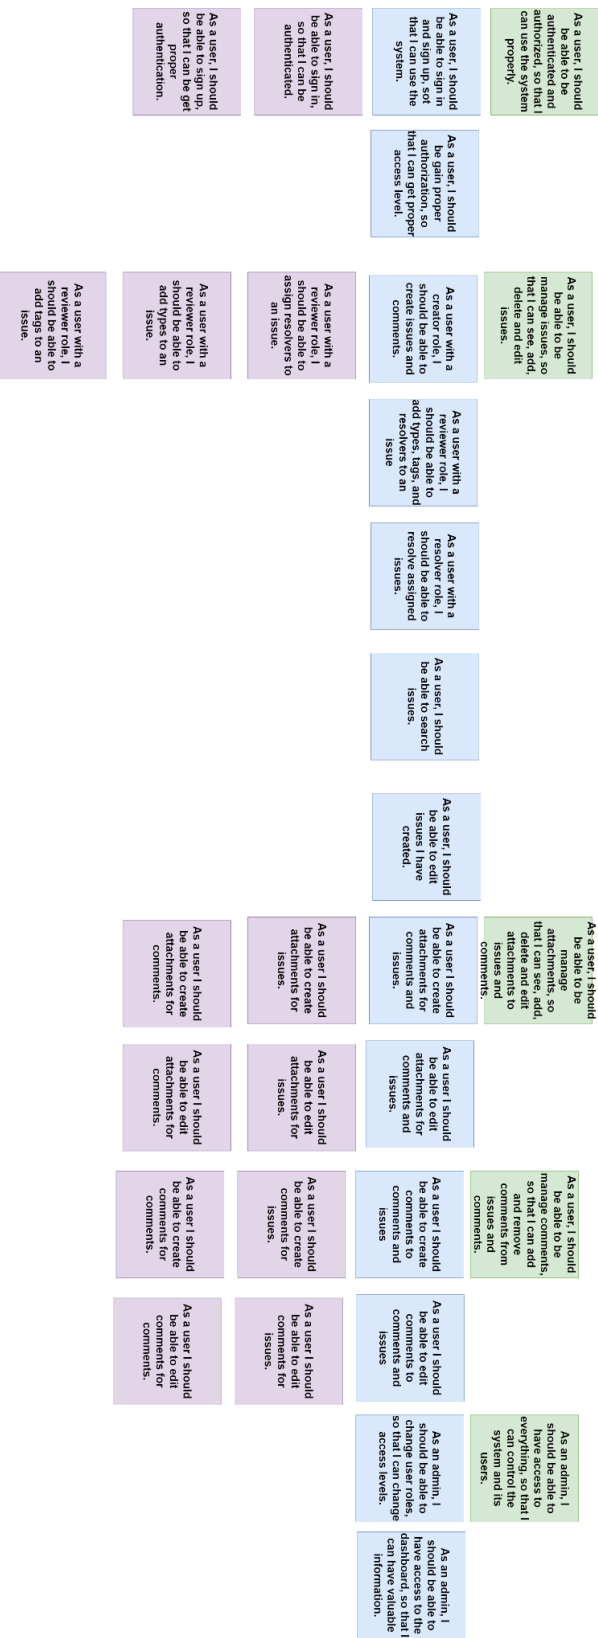 As a user, I should
be able to be
authenticated and
authorized, so that I
can use the system
properly.
As a user, I should
be able to be
manage issues, so
that I can see, add,
delete and edit
issues.
As a user, I should
be able to be
manage
attachments, so
that I can see, add,
delete and edit
attachments to
issues and
comments.
As a user, I should
be able to be
manage comments,
so that I can add
and remove
comments from
issues and
comments.
As an admin, I
should be able to
have access to
everything, so that I
can control the
system and its
users.
As a user, I should
be able to sign in
and sign up, sot
that I can use the
system.
As a user, I should
be gain proper
authorization, so
that I can get proper
access level.
As a user with a
creator role, I
should be able to
create issues and
comments.
As a user with a
reviewer role, I
should be able to
add types, tags, and
resolvers to an
issue
As a user with a
resolver role, I
should be able to
resolve assigned
issues.
As a user, I should
be able to search
issues.
As a user, I should
be able to edit
issues I have
created.
As a user I should
be able to create
attachments for
comments and
issues.
As a user I should
be able to edit
attachments for
comments and
issues.
As a user I should
be able to create
comments to
comments and
issues
As a user I should
be able to edit
comments to
comments and
issues
As an admin, I
should be able to
change user roles,
so that I can change
access levels.
As an admin, I
should be able to
have access to the
dashboard, so that I
can have valuable
information.
As a user, I should
be able to sign in,
so that I can be
authenticated.
As a user with a
reviewer role, I
should be able to
assign resolvers to
an issue.
As a user I should
be able to create
attachments for
issues.
As a user I should
be able to edit
attachments for
issues.
As a user I should
be able to create
comments for
issues.
As a user I should
be able to edit
comments for
issues.
As a user, I should
be able to sign up,
so that I can be get
proper
authentication.
As a user with a
reviewer role, I
should be able to
add types to an
issue.
As a user I should
be able to create
attachments for
comments.
As a user I should
be able to edit
attachments for
comments.
As a user I should
be able to create
comments for
comments.
As a user I should
be able to edit
comments for
comments.
As a user with a
reviewer role, I
should be able to
add tags to an
issue.